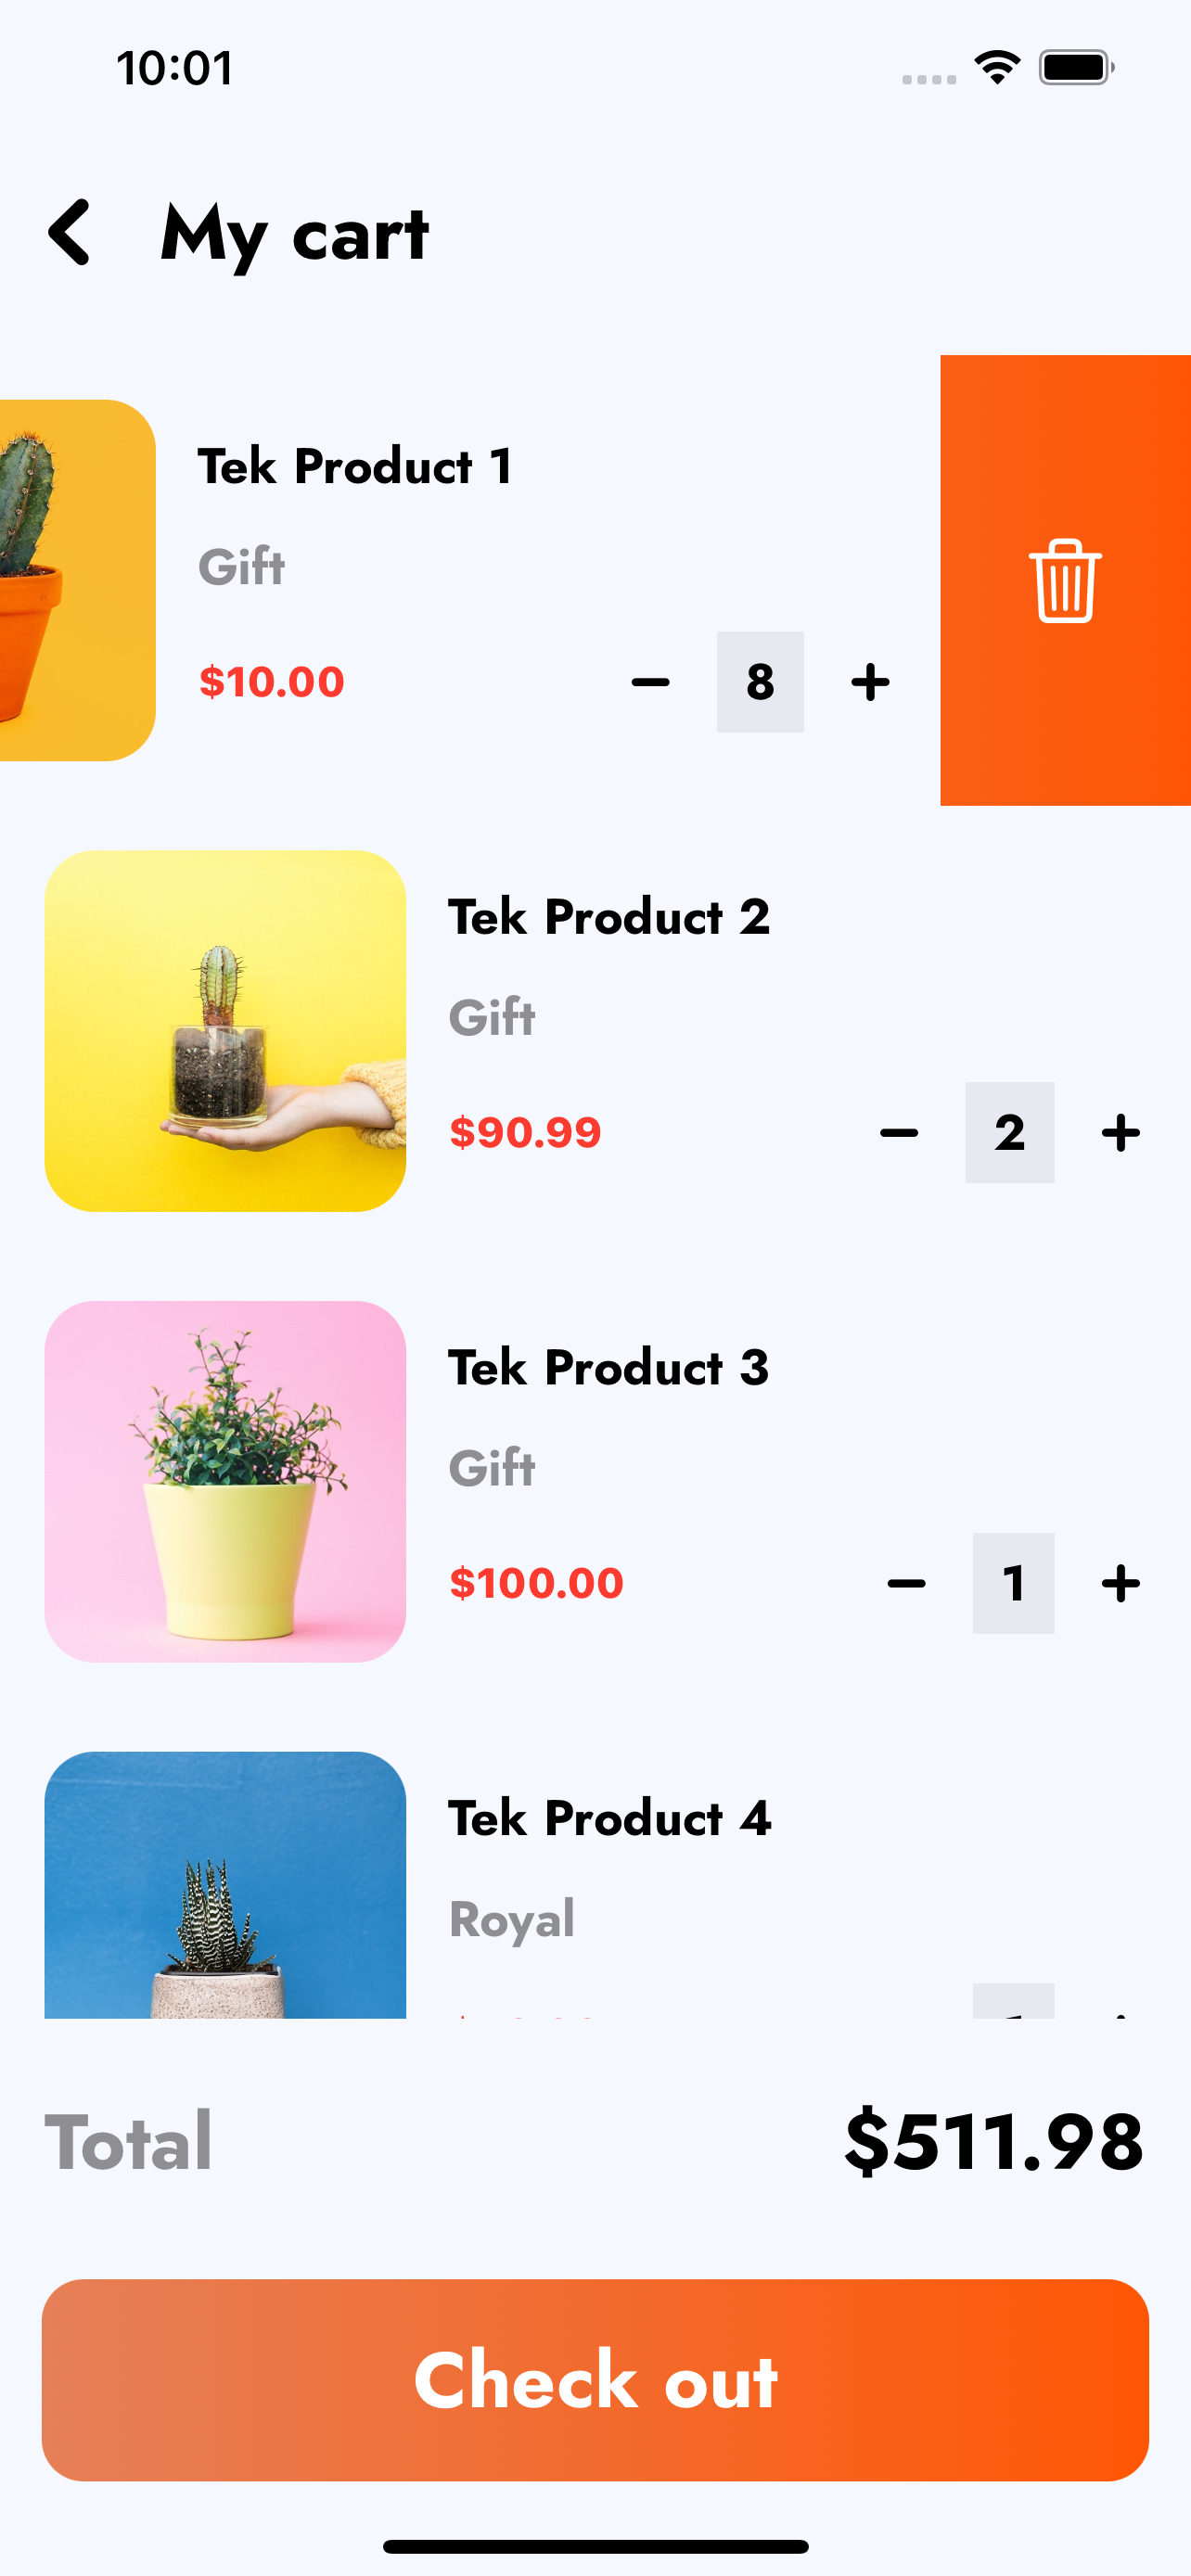 10:01
My cart
Tek Product 1
Gift
$10.00
8
Tek Product 2
Gift
$90.99
2
Tek Product 3
Gift
$100.00
1
Tek Product 4
Royal
Total
$511.98
Check out